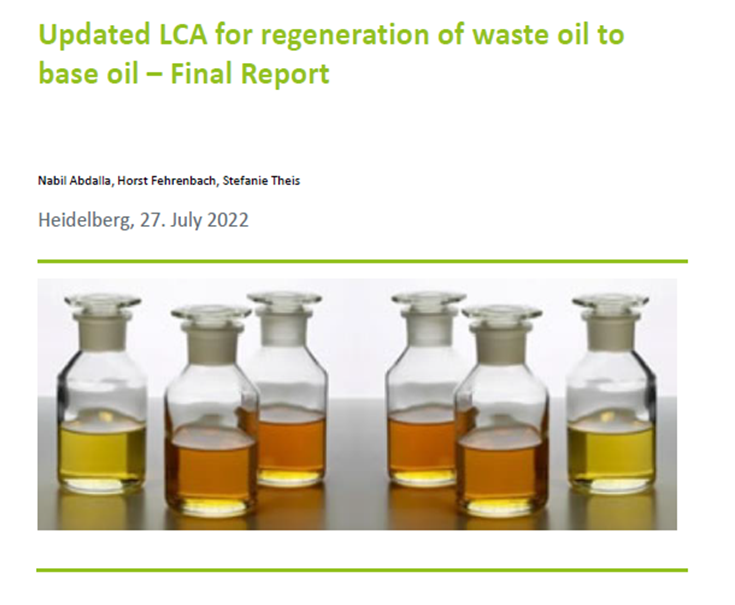 Updated LCA for regeneration of waste oil to
base oil – Final Report
Nabil Abdalla, Horst Fehrenbach, Stefanie Theis
Heidelberg, 27. July 2022